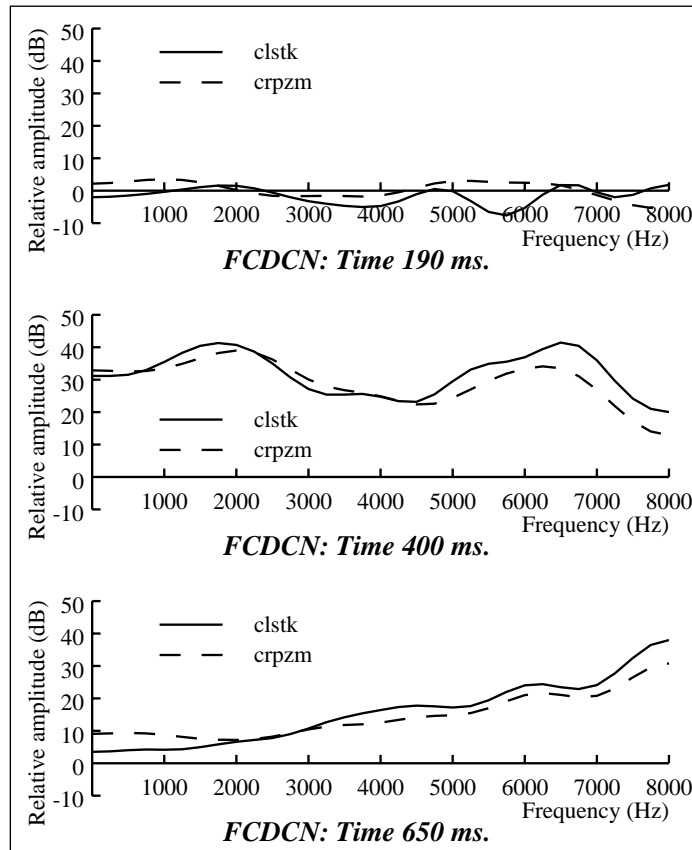 Relative amplitude (dB)
50
40
30
20
10
0
-10
clstk
crpzm
1000 2000 3000 4000 5000 6000 7000 8000
Frequency (Hz)
FCDCN: Time 190 ms.
Relative amplitude (dB)
50
40
30
20
10
0
-10
clstk
crpzm
1000 2000 3000 4000 5000 6000 7000 8000
Frequency (Hz)
FCDCN: Time 400 ms.
Relative amplitude (dB)
50
40
30
20
10
0
-10
clstk
crpzm
1000 2000 3000 4000 5000 6000 7000 8000
Frequency (Hz)
FCDCN: Time 650 ms.